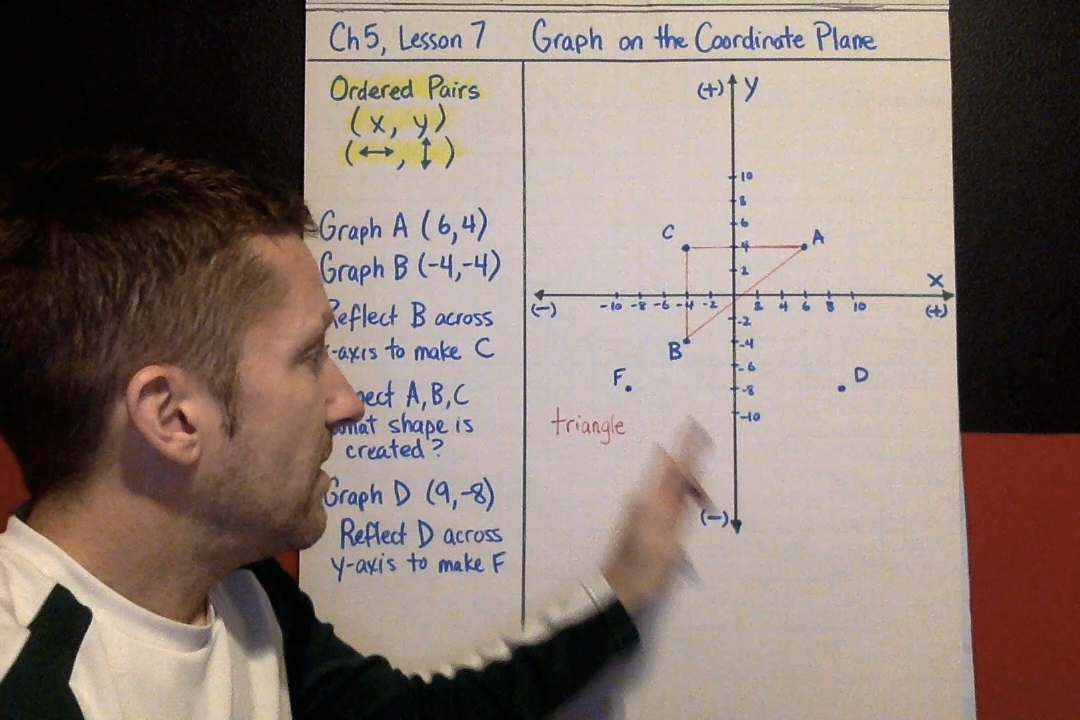 Ch 5, Lesson 7 Graph on the Coordinate Plane
Ordered Pairs
(x, y)
(↔, ↕)
Graph A (6,4)
Graph B (-4,-4)
Reflect B across
-axis to make C
A, B, C
what shape is
created?
Graph D (9,-8)
Reflect D across
y-axis to make F
(+) y
10
8
6
C
4
A
2
x
(-)
-10 -8 -6 -4 -2 2 4 6 8 10
(+)
-2
-4
B
-6
F
-8
D
-10
triangle
(-)